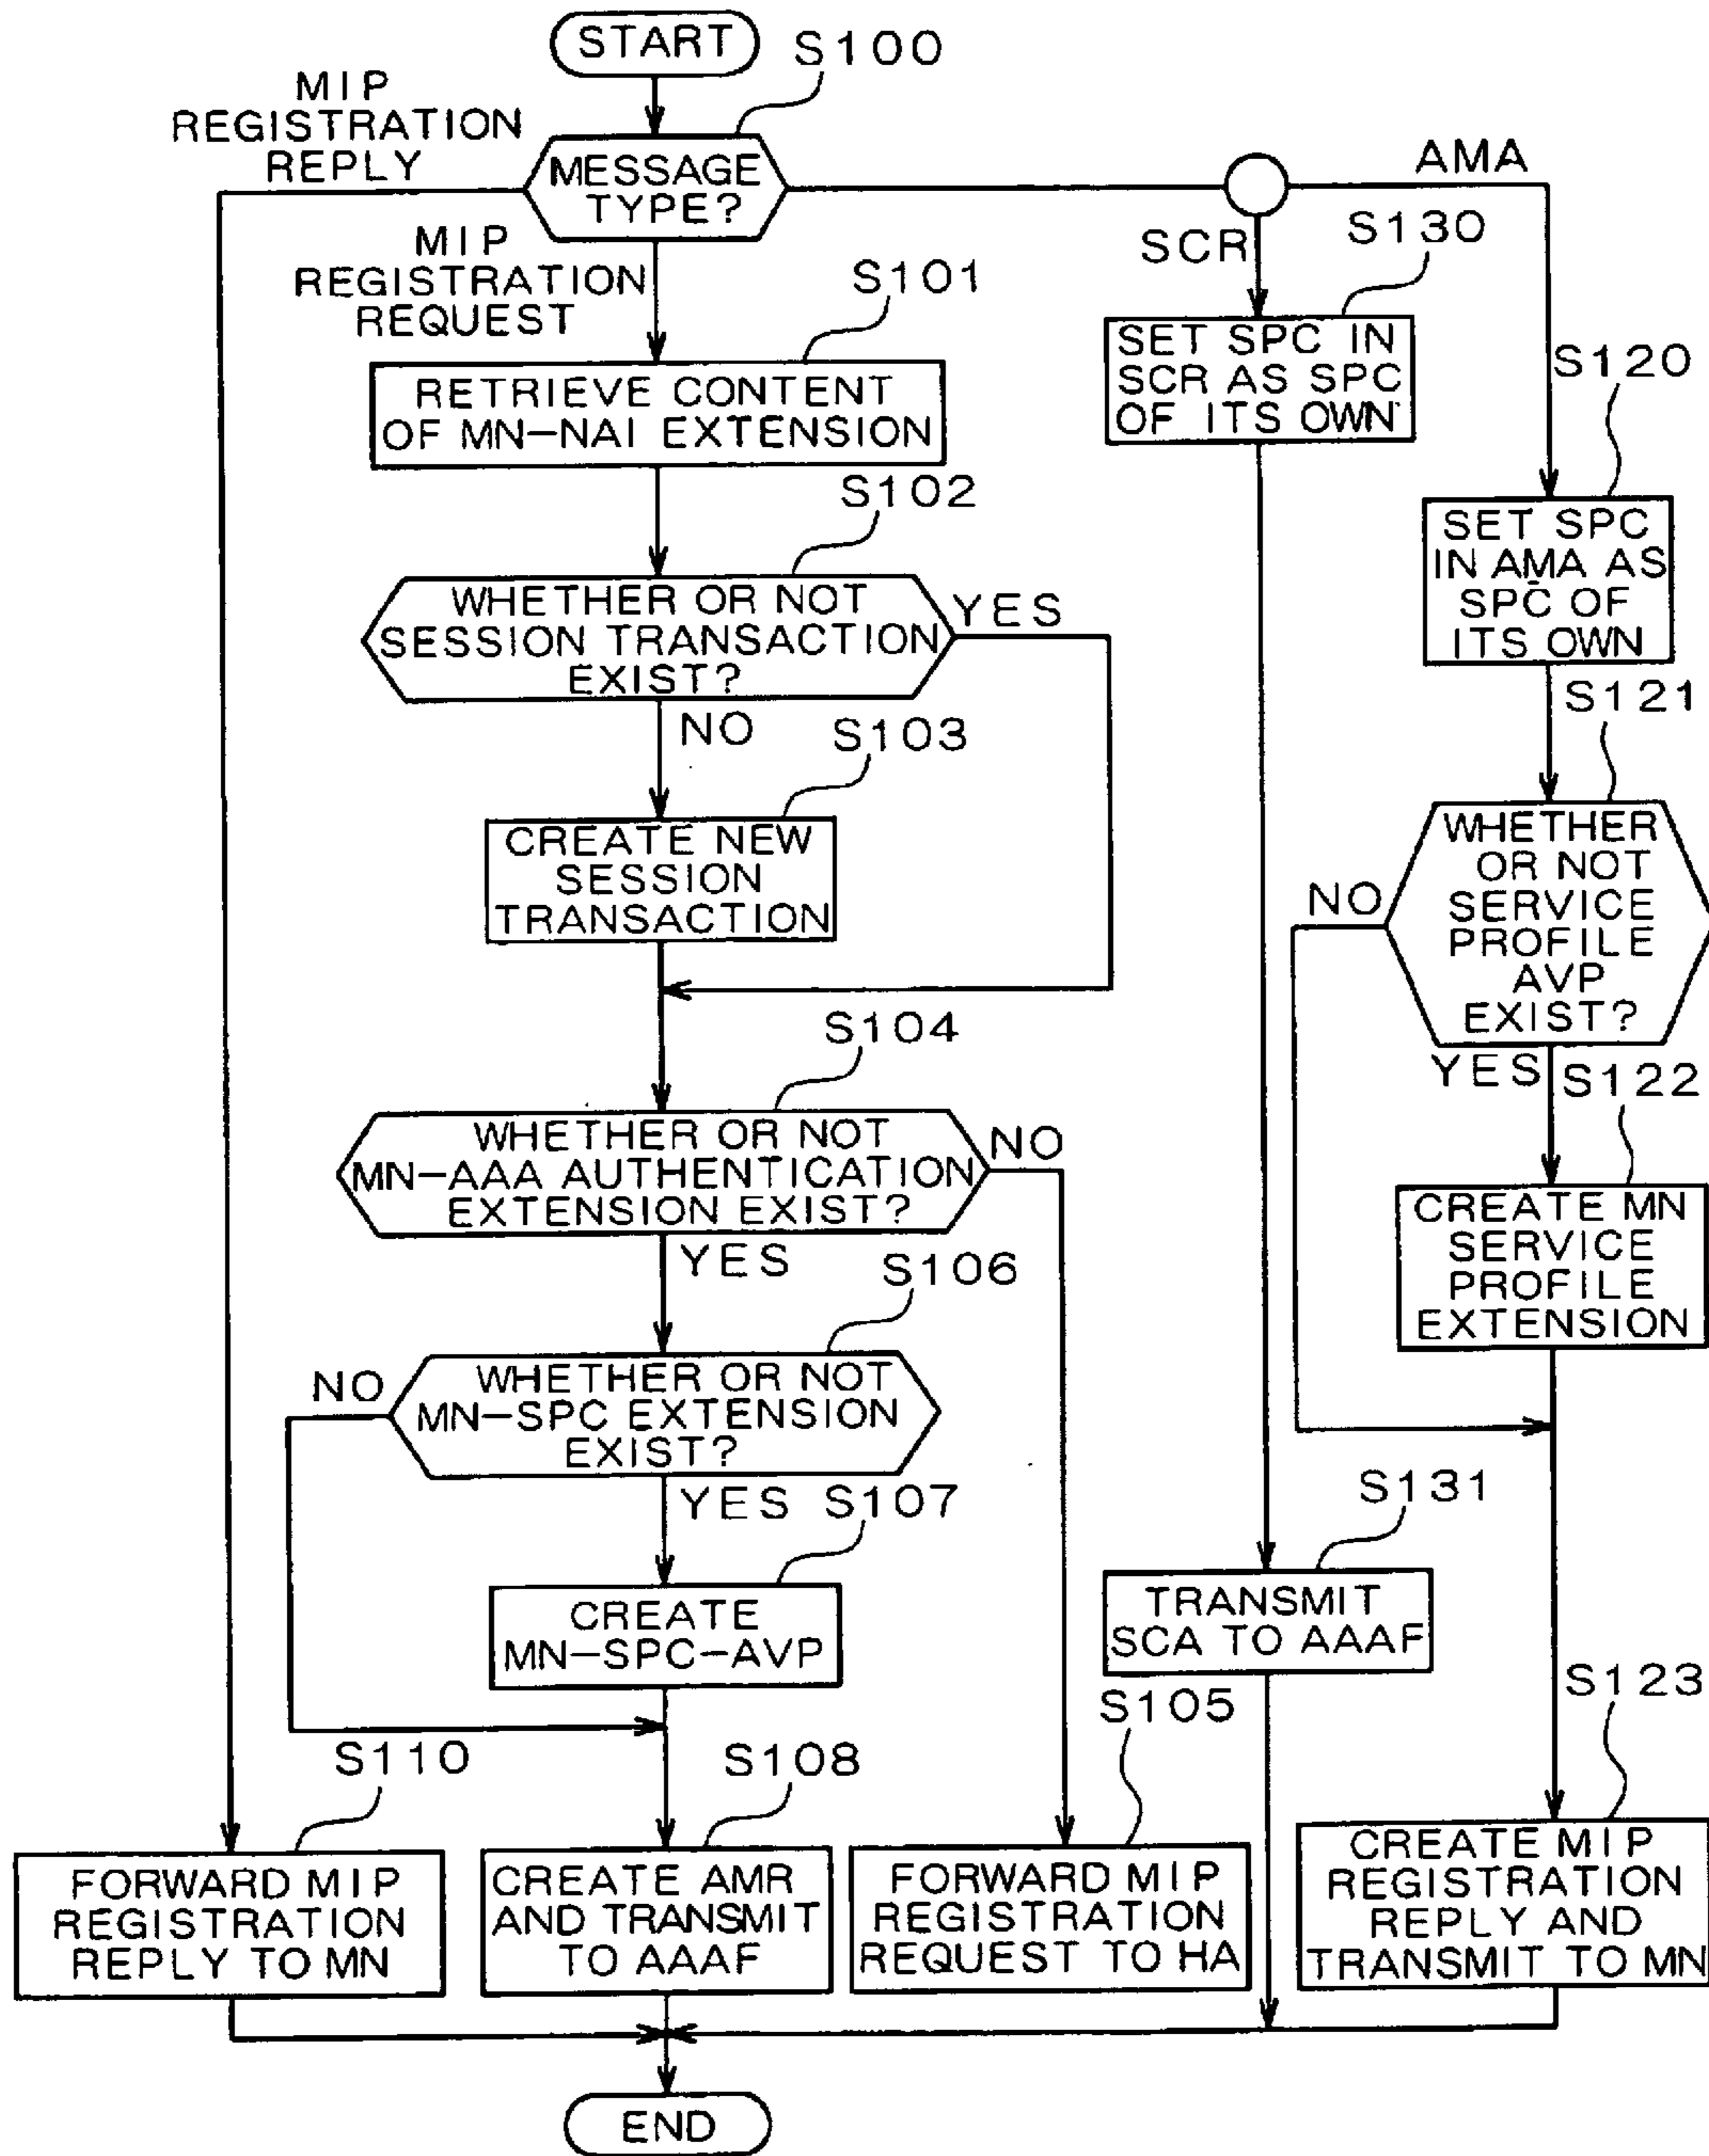 START
S100
MIP
REGISTRATION
REPLY
MESSAGE
TYPE?
AMA
MIP
REGISTRATION
REQUEST
SCR
S130
S101
SET SPC IN
SCR AS SPC
OF ITS OWN
RETRIEVE CONTENT
OF MN-NAI EXTENSION
S120
S102
SET SPC
IN AMA AS
SPC OF
ITS OWN
WHETHER OR NOT
SESSION TRANSACTION
EXIST?
YES
NO
S103
S121
CREATE NEW
SESSION
TRANSACTION
WHETHER
OR NOT
SERVICE
PROFILE
AVP
EXIST?
NO
YES
S104
S122
WHETHER OR NOT
MN-AAA AUTHENTICATION
EXTENSION EXIST?
NO
YES
CREATE MN
SERVICE
PROFILE
EXTENSION
S106
WHETHER OR NOT
MN-SPC EXTENSION
EXIST?
NO
YES
S107
S131
CREATE
MN-SPC-AVP
TRANSMIT
SCA TO AAAF
S110
S108
S105
S123
FORWARD MIP
REGISTRATION
REPLY TO MN
CREATE AMR
AND TRANSMIT
TO AAAF
FORWARD MIP
REGISTRATION
REQUEST TO HA
CREATE MIP
REGISTRATION
REPLY AND
TRANSMIT TO MN
END